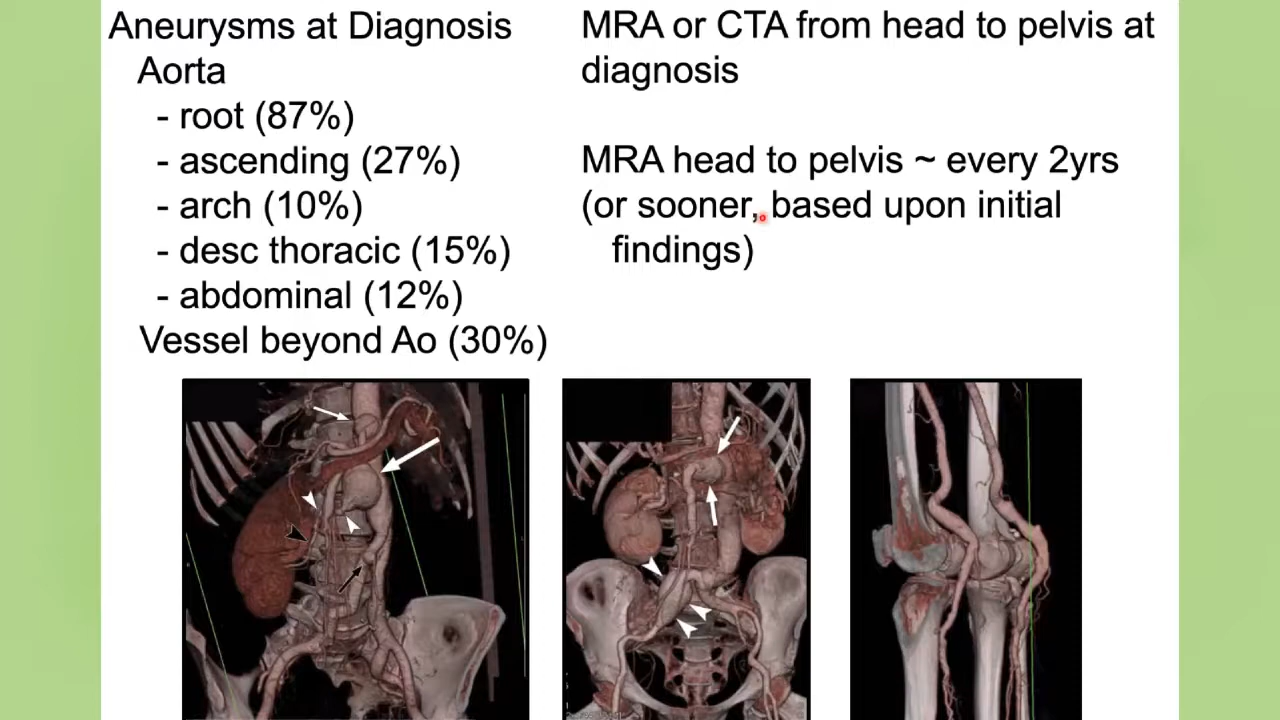 Aneurysms at Diagnosis
Aorta
- root (87%)
- ascending (27%)
- arch (10%)
- desc thoracic (15%)
- abdominal (12%)
Vessel beyond Ao (30%)
MRA or CTA from head to pelvis at
diagnosis
MRA head to pelvis ~ every 2yrs
(or sooner, based upon initial
findings)